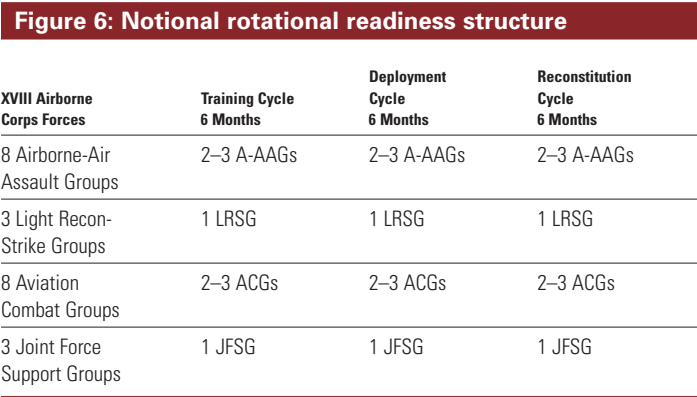 Figure 6: Notional rotational readiness structure
XVIII Airborne
Corps Forces
Training Cycle
6 Months
Deployment
Cycle
6 Months
Reconstitution
Cycle
6 Months
8 Airborne-Air
Assault Groups
2–3 A-AAGs
2–3 A-AAGs
2–3 A-AAGs
3 Light Recon-
Strike Groups
1 LRSG
1 LRSG
1 LRSG
8 Aviation
Combat Groups
2–3 ACGs
2–3 ACGs
2–3 ACGs
3 Joint Force
Support Groups
1 JFSG
1 JFSG
1 JFSG